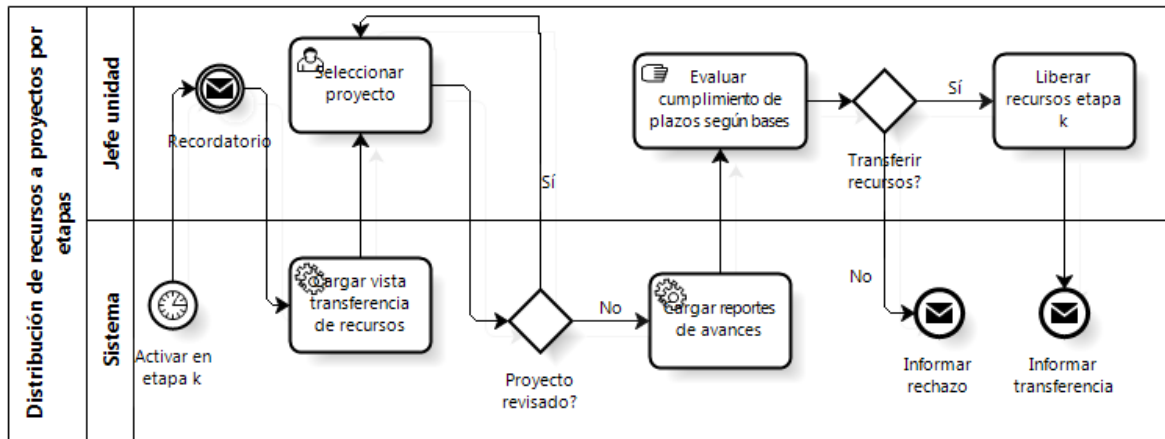 Distribución de recursos a proyectos por
etapas
Jefe unidad
Sistema
Recordatorio
Seleccionar
proyecto
Evaluar
cumplimiento de
plazos según bases
Transferir
recursos?
Sí
Liberar
recursos etapa
k
Sí
Activar en
etapa k
Cargar vista
transferencia
de recursos
Proyecto
revisado?
No
Cargar reportes
de avances
No
Informar
rechazo
Informar
transferencia